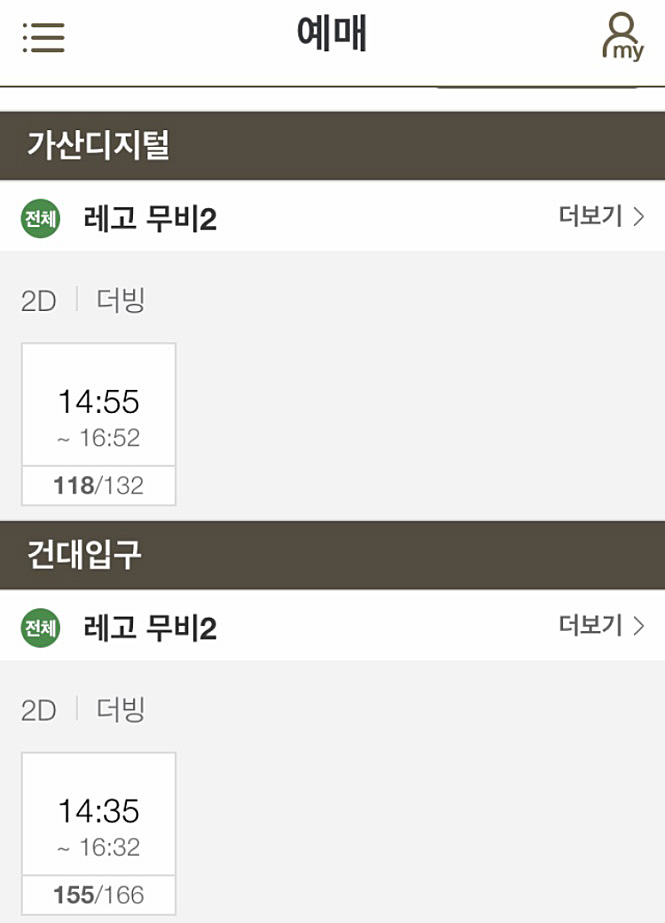 예매
my
가산디지털
전체 레고 무비2 더보기 >
2D | 더빙
14:55
~ 16:52
118/132
건대입구
전체 레고 무비2 더보기 >
2D | 더빙
14:35
~ 16:32
155/166